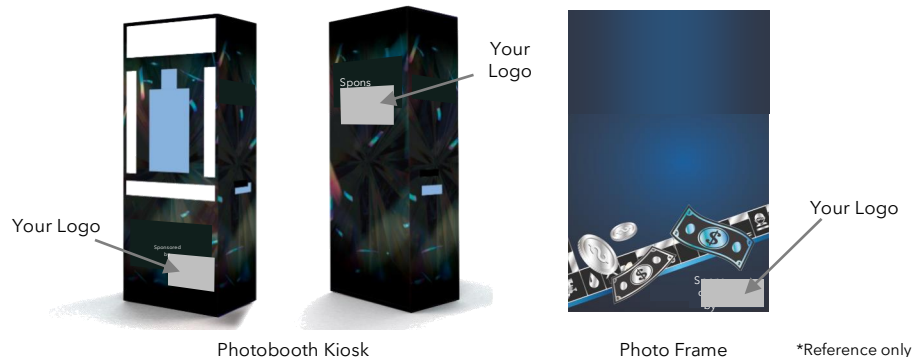 Your
Logo
Spons
Your Logo
Your Logo
Sponsored
Photobooth Kiosk
Photo Frame
*Reference only